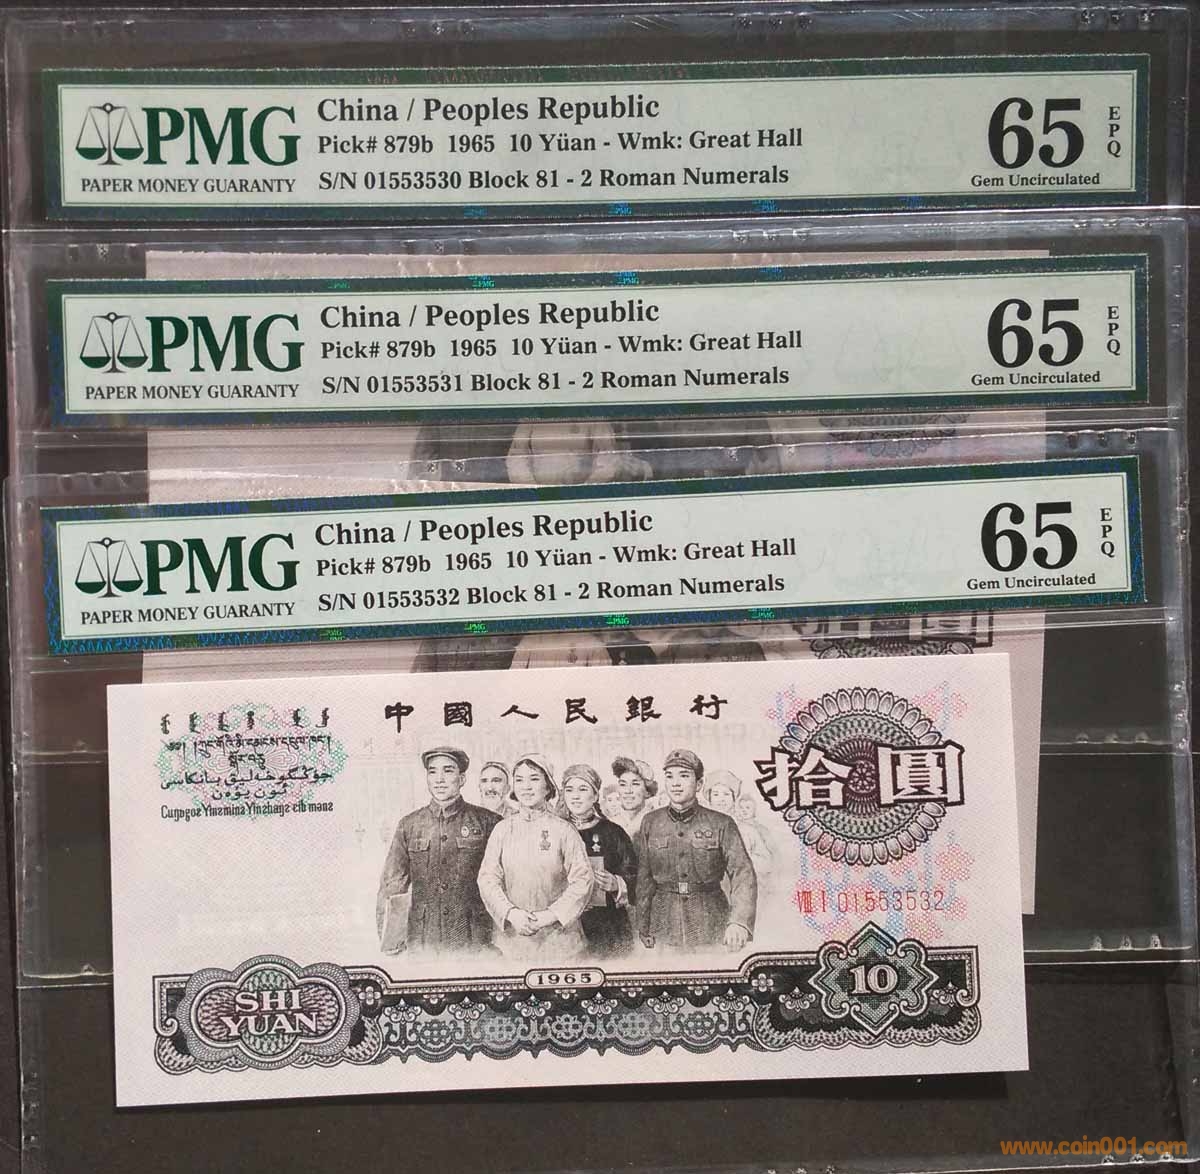 PMG
PAPER MONEY GUARANTY
China / Peoples Republic
Pick# 879b 1965 10 Yüan - Wmk: Great Hall
S/N 01553530 Block 81 - 2 Roman Numerals
65
EPQ
Gem Uncirculated
PMG
PAPER MONEY GUARANTY
China / Peoples Republic
Pick# 879b 1965 10 Yüan - Wmk: Great Hall
S/N 01553531 Block 81 - 2 Roman Numerals
65
EPQ
Gem Uncirculated
PMG
PAPER MONEY GUARANTY
China / Peoples Republic
Pick# 879b 1965 10 Yüan - Wmk: Great Hall
S/N 01553532 Block 81 - 2 Roman Numerals
65
EPQ
Gem Uncirculated
中國人民銀行
拾圓
Ⅷ Ⅰ 01553532
1965
SHI
YUAN
10
www.coin001.com